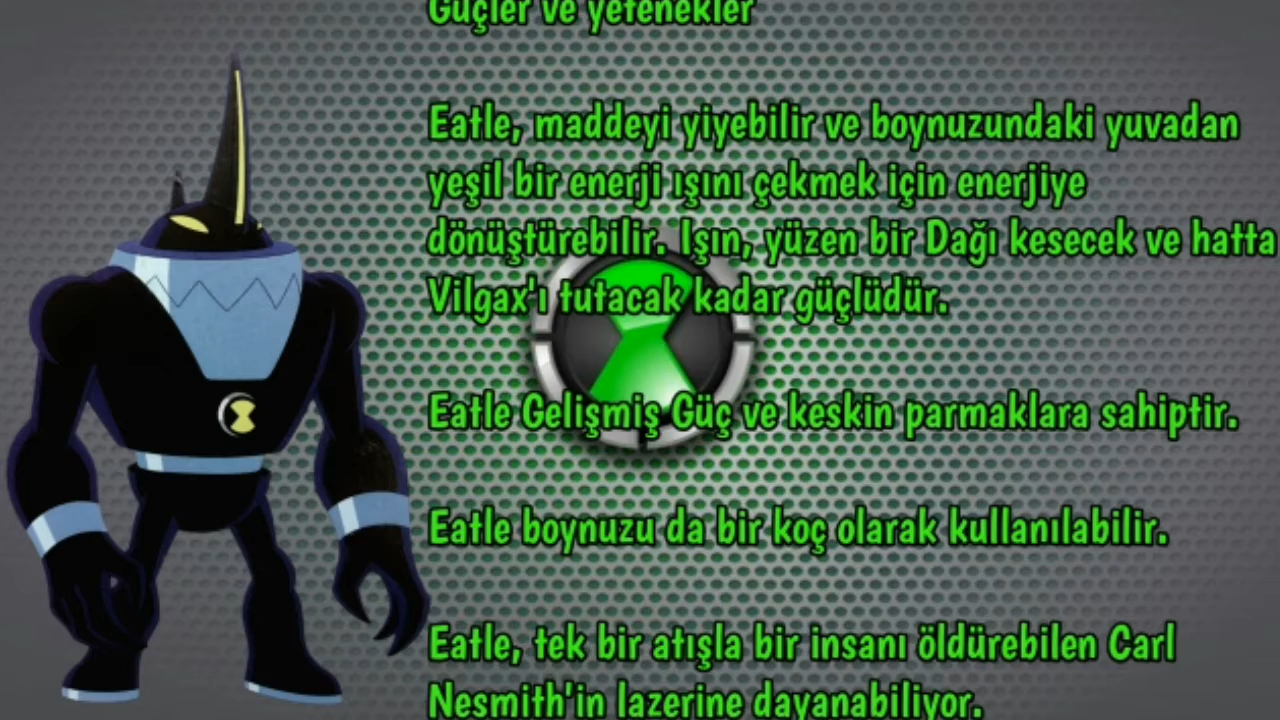 Güçler ve yetenekler
Eatle, maddeyi yiyebilir ve boynuzundaki yuvadan
yeşil bir enerji ışını çekmek için enerjiye
dönüştürebilir. Işın, yüzen bir Dağı kesecek ve hatta
Vilgax'ı tutacak kadar güçlüdür.
Eatle Gelişmiş Güç ve keskin parmaklara sahiptir.
Eatle boynuzu da bir koç olarak kullanılabilir.
Eatle, tek bir atışla bir insanı öldürebilen Carl
Nesmith'in lazerine dayanabiliyor.